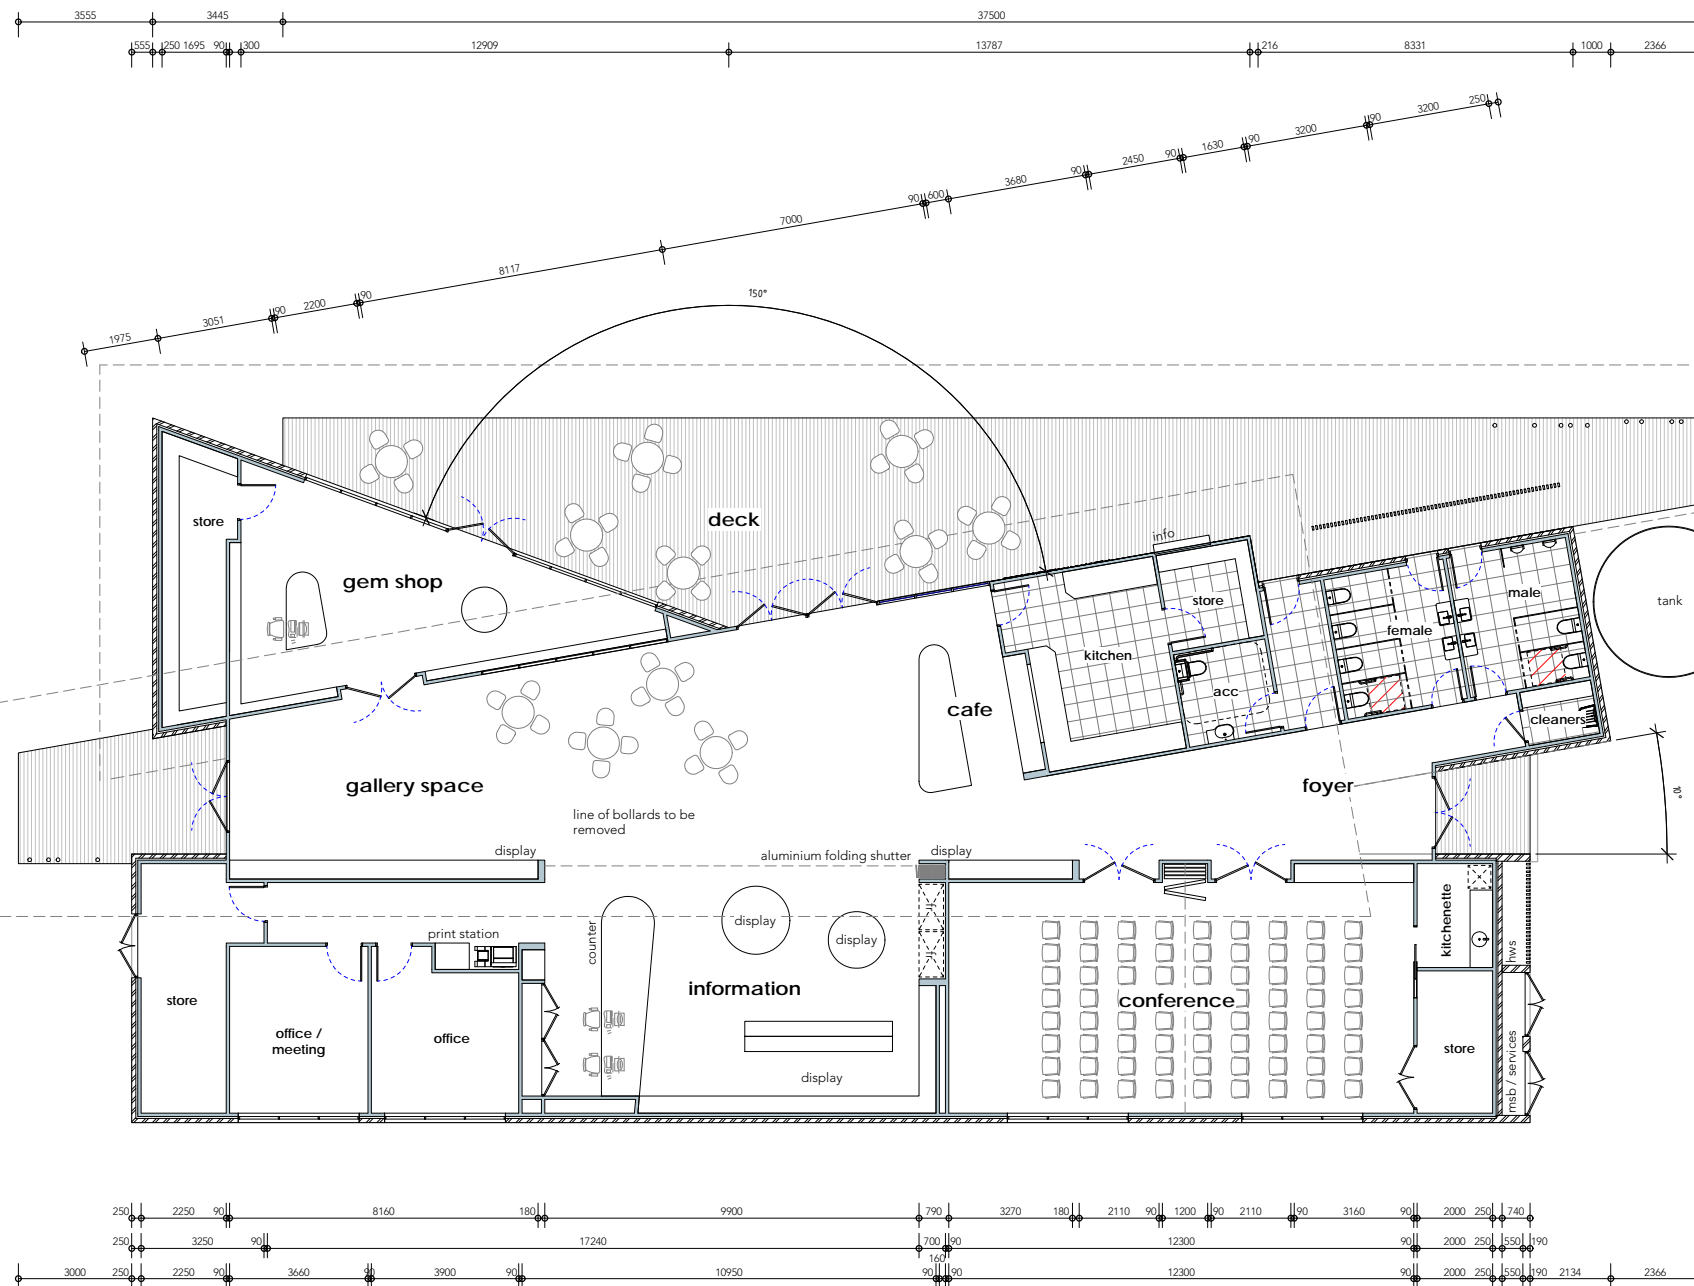 3555 3445 37500
555 250 1695 90 300 12909 13787 216 8331 1000 2366
1975 3051 90 2200 90 8117 7000 90 600 3680 90 2450 90 1630 90 3200 90 3200 250
150°
store
gem shop
deck
info
kitchen
store
acc
female
male
cleaners
tank
cafe
gallery space
foyer
10°
line of bollards to be
removed
display
aluminium folding shutter
display
counter
display
display
print station
information
conference
kitchenette
hws
store
office /
meeting
office
display
store
msb / services
250 2250 90 8160 180 9900 790 3270 180 2110 90 1200 90 2110 90 3160 90 2000 250 740
250 3250 90 17240 700 90 12300 90 2000 250 550 190
160
3000 250 2250 90 3660 90 3900 90 10950 90 90 12300 90 2000 250 550 190 2134 2366